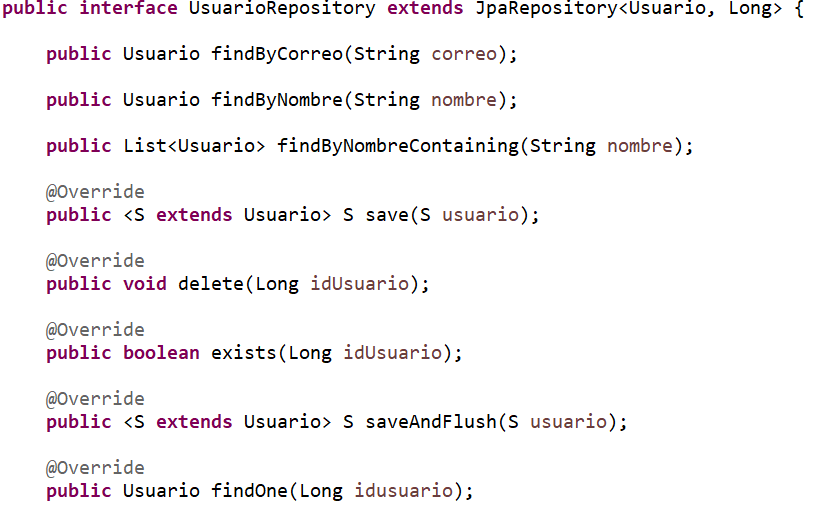 public interface UsuarioRepository extends JpaRepository<Usuario, Long> {
public Usuario findByCorreo(String correo);
public Usuario findByNombre(String nombre);
public List<Usuario> findByNombreContaining(String nombre);
@Override
public <S extends Usuario> S save(S usuario);
@Override
public void delete(Long idUsuario);
@Override
public boolean exists(Long idUsuario);
@Override
public <S extends Usuario> S saveAndFlush(S usuario);
@Override
public Usuario findOne(Long idusuario);